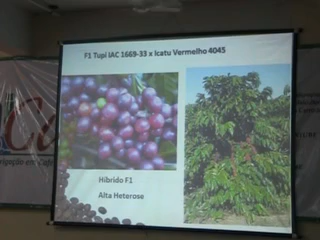 F1 Tupi IAC 1669-33 x Icatu Vermelho 4045
Híbrido F1
Alta Heterose